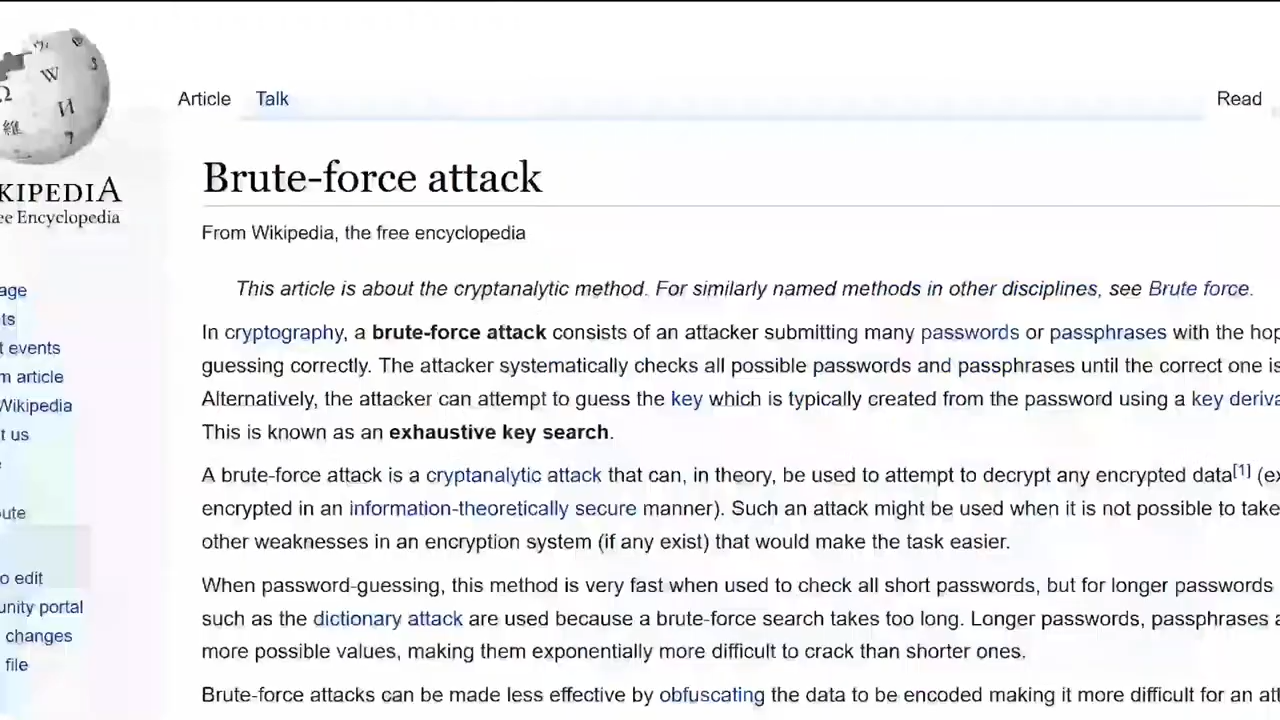 Article Talk Read
KIPEDIA
ee Encyclopedia
Brute-force attack
From Wikipedia, the free encyclopedia
This article is about the cryptanalytic method. For similarly named methods in other disciplines, see Brute force.
In cryptography, a brute-force attack consists of an attacker submitting many passwords or passphrases with the hop
guessing correctly. The attacker systematically checks all possible passwords and passphrases until the correct one is
Alternatively, the attacker can attempt to guess the key which is typically created from the password using a key deriva
This is known as an exhaustive key search.
A brute-force attack is a cryptanalytic attack that can, in theory, be used to attempt to decrypt any encrypted data[1] (ex
encrypted in an information-theoretically secure manner). Such an attack might be used when it is not possible to take
other weaknesses in an encryption system (if any exist) that would make the task easier.
When password-guessing, this method is very fast when used to check all short passwords, but for longer passwords
such as the dictionary attack are used because a brute-force search takes too long. Longer passwords, passphrases a
more possible values, making them exponentially more difficult to crack than shorter ones.
Brute-force attacks can be made less effective by obfuscating the data to be encoded making it more difficult for an att
age
ts
t events
m article
Wikipedia
t us
ute
o edit
unity portal
changes
file